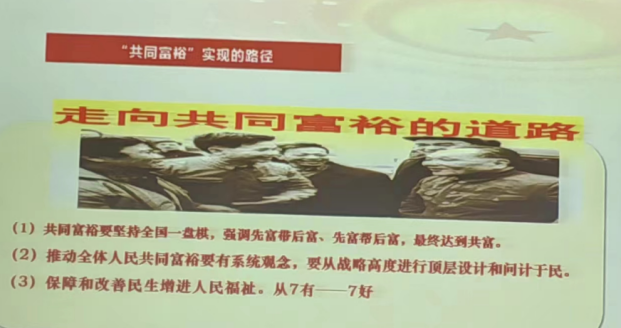 “共同富裕”实现的路径
走向共同富裕的道路
(1) 共同富裕要坚持全国一盘棋，强调先富带后富、先富帮后富，最终达到共富。
(2) 推动全体人民共同富裕要有系统观念，要从战略高度进行顶层设计和问计于民。
(3) 保障和改善民生增进人民福祉。从7有——7好